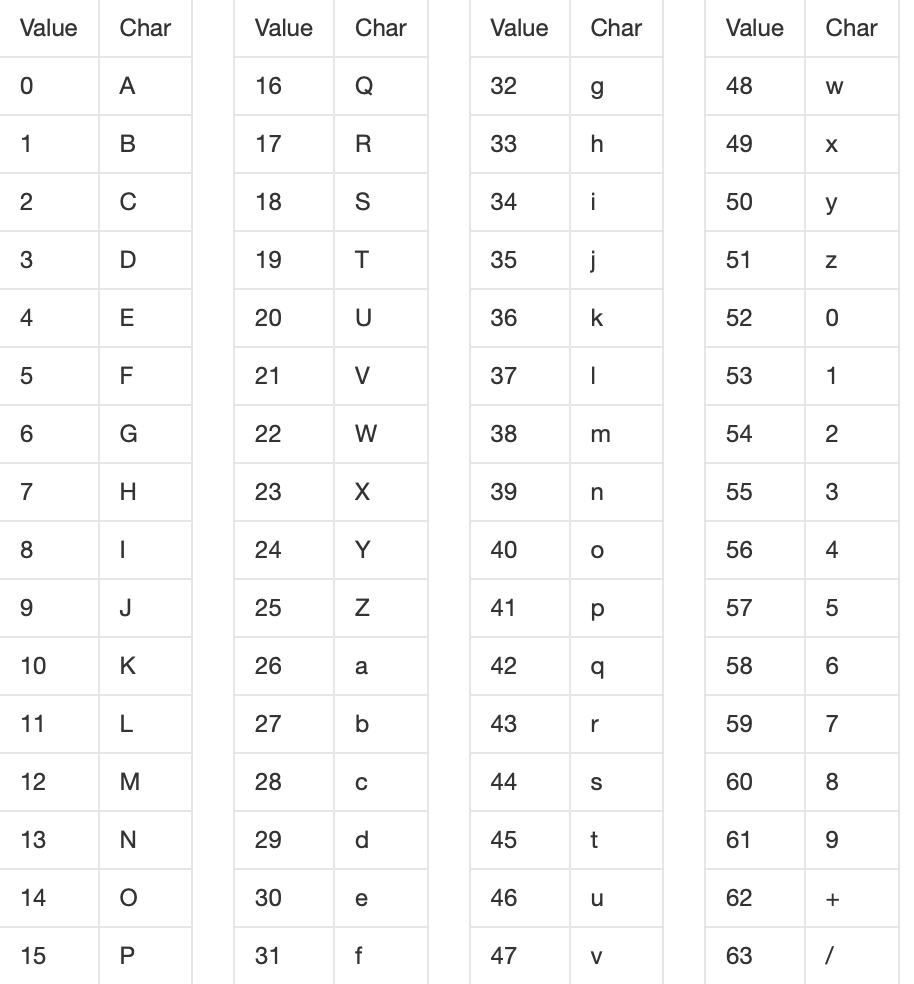 Value Char Value Char Value Char Value Char
0 A 16 Q 32 g 48 w
1 B 17 R 33 h 49 x
2 C 18 S 34 i 50 y
3 D 19 T 35 j 51 z
4 E 20 U 36 k 52 0
5 F 21 V 37 l 53 1
6 G 22 W 38 m 54 2
7 H 23 X 39 n 55 3
8 I 24 Y 40 o 56 4
9 J 25 Z 41 p 57 5
10 K 26 a 42 q 58 6
11 L 27 b 43 r 59 7
12 M 28 c 44 s 60 8
13 N 29 d 45 t 61 9
14 O 30 e 46 u 62 +
15 P 31 f 47 v 63 /